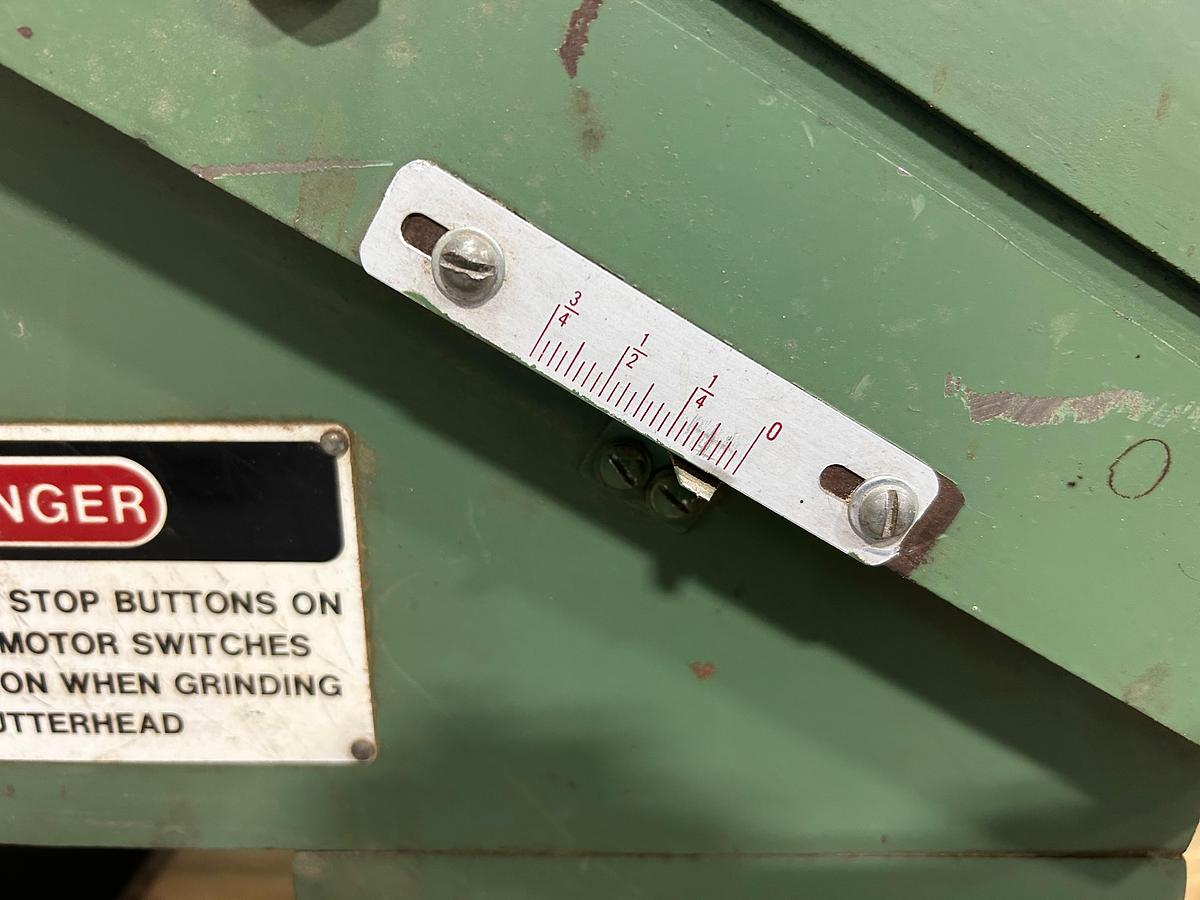 3/4
1/2
1/4
0
NGER
STOP BUTTONS ON
MOTOR SWITCHES
ON WHEN GRINDING
UTTERHEAD